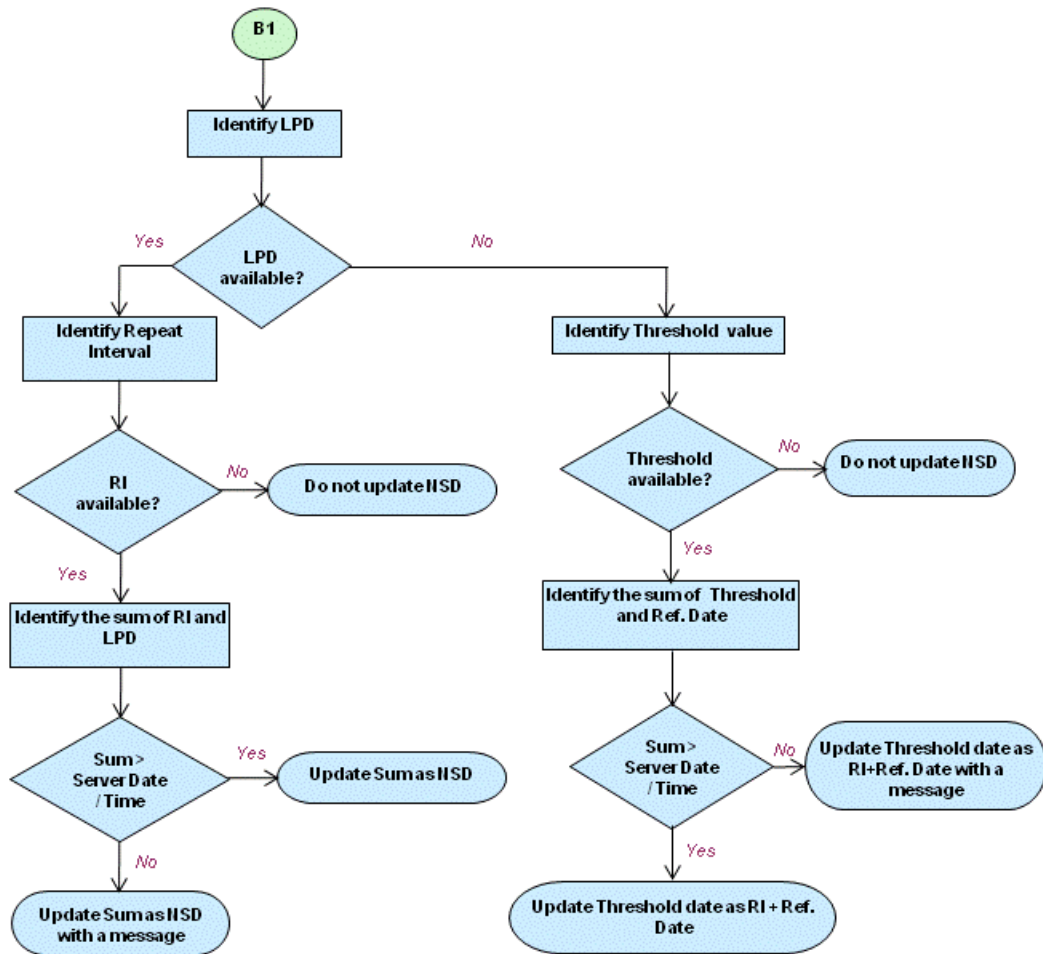 B1
Identify LPD
Yes
No
LPD
available?
Identify Repeat
Interval
Identify Threshold value
RI
available?
No
Do not update NSD
Threshold
available?
No
Do not update NSD
Yes
Yes
Identify the sum of RI and
LPD
Identify the sum of Threshold
and Ref. Date
Sum >
Server Date
/ Time
Yes
Update Sum as NSD
Sum >
Server Date
/ Time
No
Update Threshold date as
RI+Ref. Date with a
message
No
Yes
Update Sum as NSD
with a message
Update Threshold date as RI + Ref.
Date